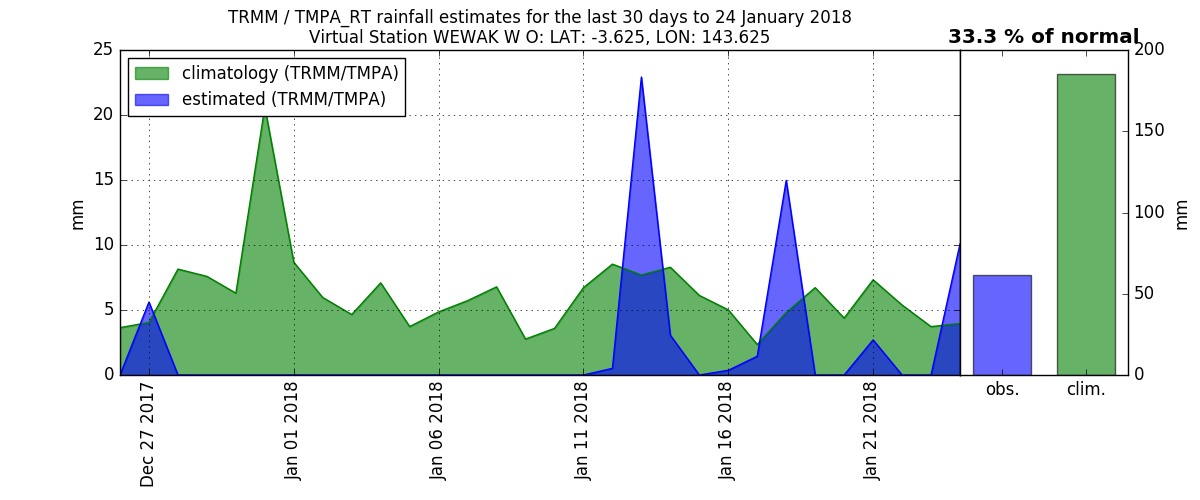 TRMM / TMPA_RT rainfall estimates for the last 30 days to 24 January 2018
Virtual Station WEWAK W O: LAT: -3.625, LON: 143.625
33.3 % of normal
climatology (TRMM/TMPA)
estimated (TRMM/TMPA)
25
20
15
10
5
0
mm
Dec 27 2017
Jan 01 2018
Jan 06 2018
Jan 11 2018
Jan 16 2018
Jan 21 2018
obs.
clim.
200
150
100
50
0
mm